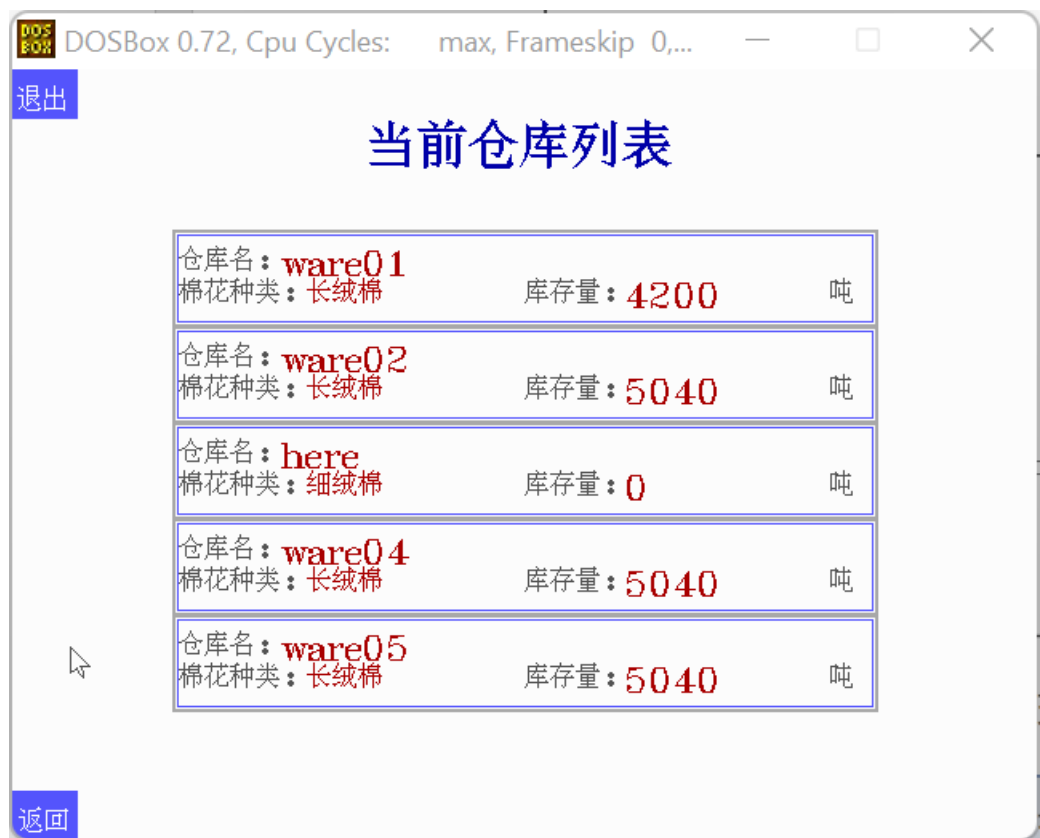 DOSBox 0.72, Cpu Cycles: max, Frameskip 0,...
退出
当前仓库列表
仓库名：ware01
棉花种类：长绒棉 库存量：4200 吨
仓库名：ware02
棉花种类：长绒棉 库存量：5040 吨
仓库名：here
棉花种类：细绒棉 库存量：0 吨
仓库名：ware04
棉花种类：长绒棉 库存量：5040 吨
仓库名：ware05
棉花种类：长绒棉 库存量：5040 吨
返回